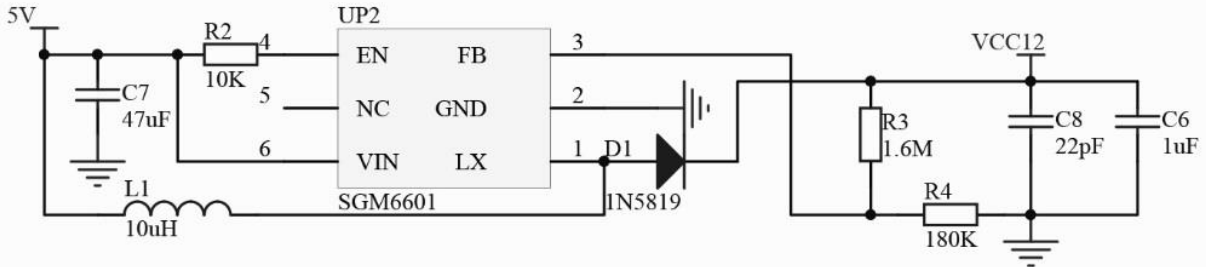 5V
UP2
R2
10K
4
EN
FB
3
VCC12
C7
47uF
5
NC
GND
2
R3
1.6M
C8
22pF
C6
1uF
6
VIN
LX
1
D1
L1
10uH
SGM6601
1N5819
R4
180K